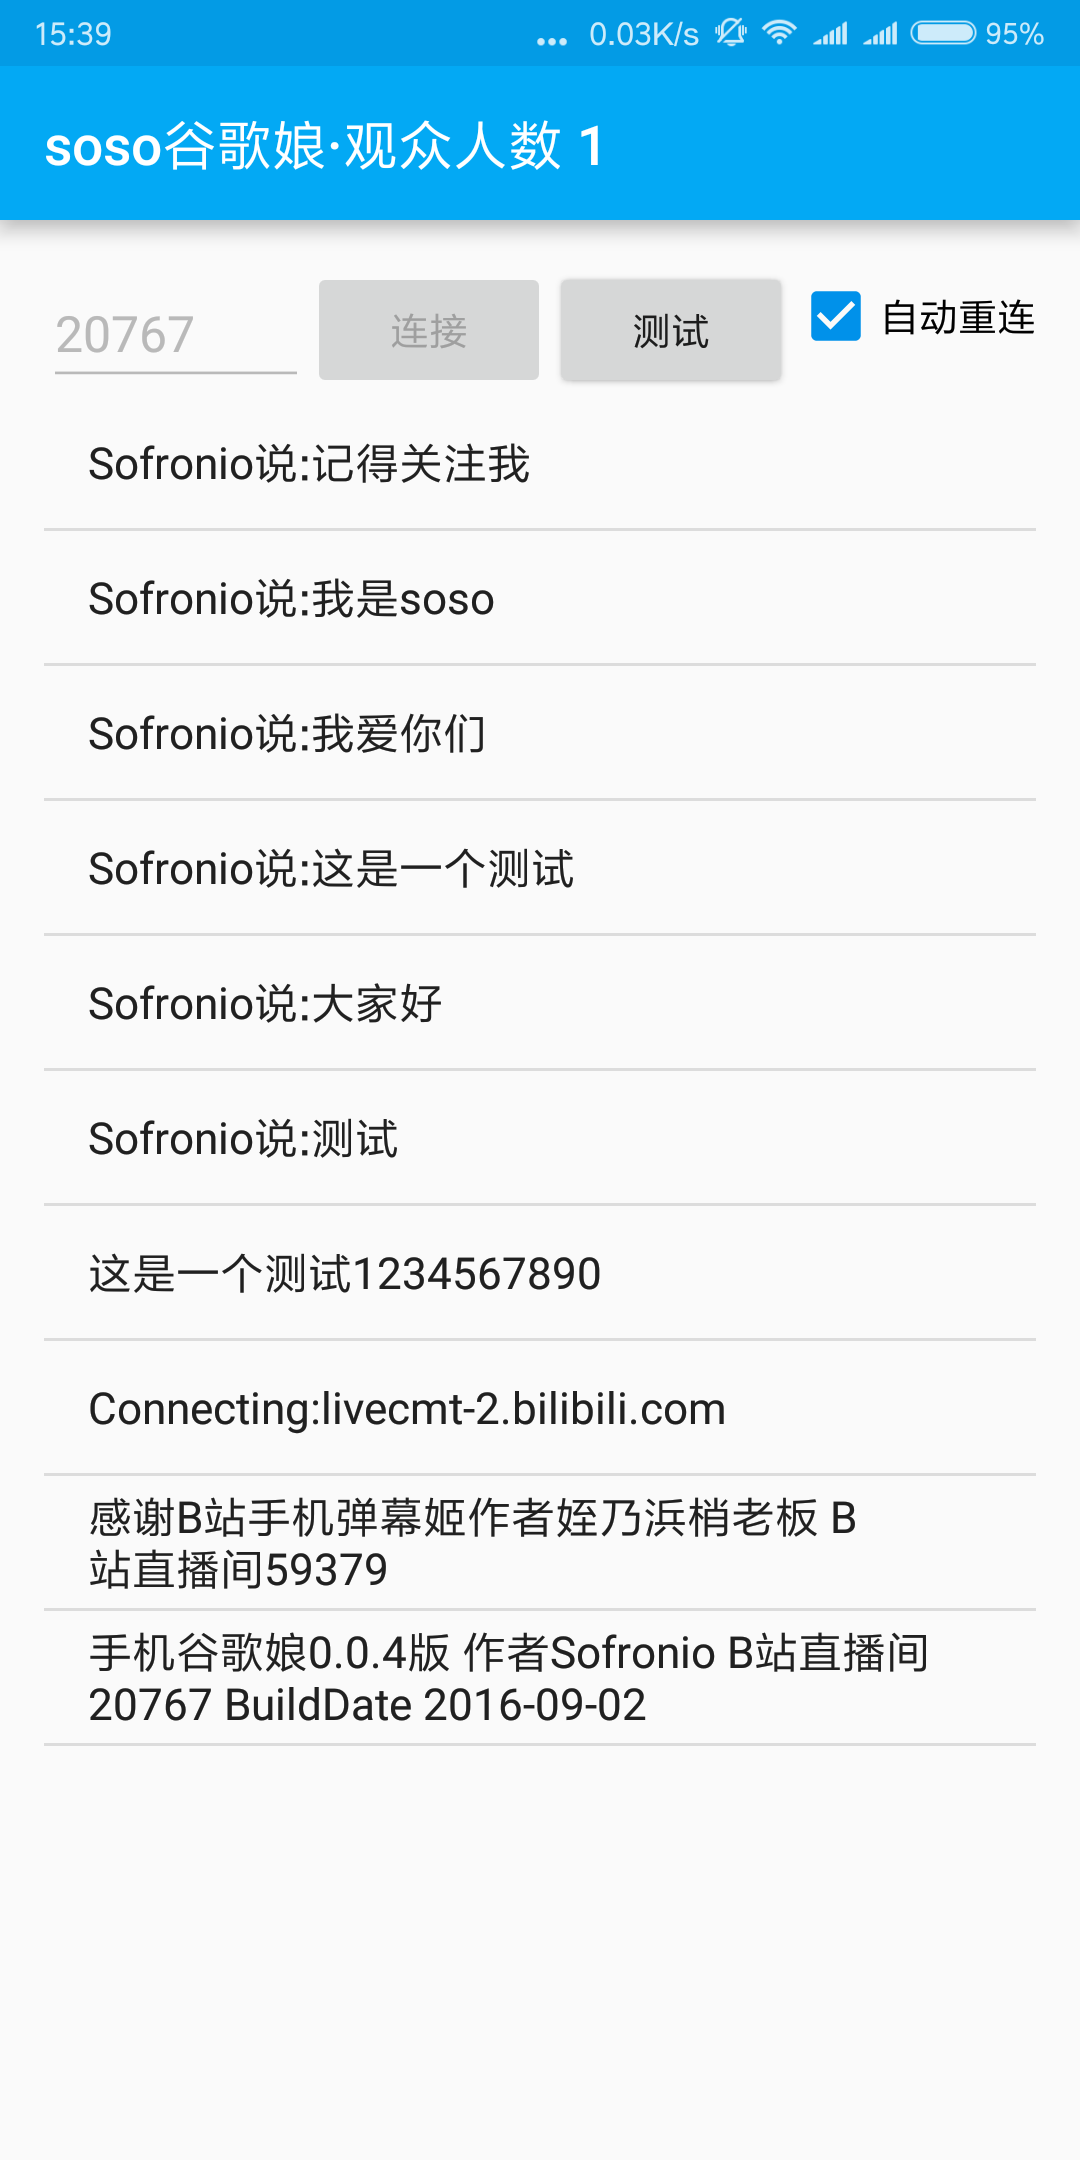 15:39 ... 0.03K/s 95%
soso谷歌娘·观众人数 1
20767 连接 测试 自动重连
Sofronio说:记得关注我
Sofronio说:我是soso
Sofronio说:我爱你们
Sofronio说:这是一个测试
Sofronio说:大家好
Sofronio说:测试
这是一个测试1234567890
Connecting:livecmt-2.bilibili.com
感谢B站手机弹幕姬作者姪乃浜梢老板 B
站直播间59379
手机谷歌娘0.0.4版 作者Sofronio B站直播间
20767 BuildDate 2016-09-02